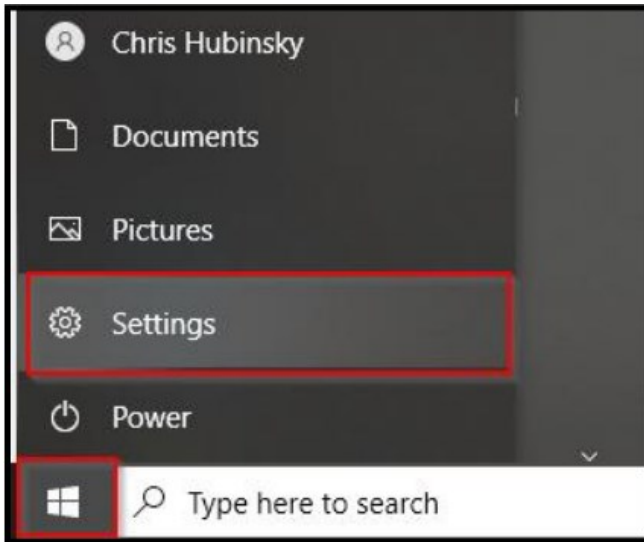 Chris Hubinsky
Documents
Pictures
Settings
Power
Type here to search